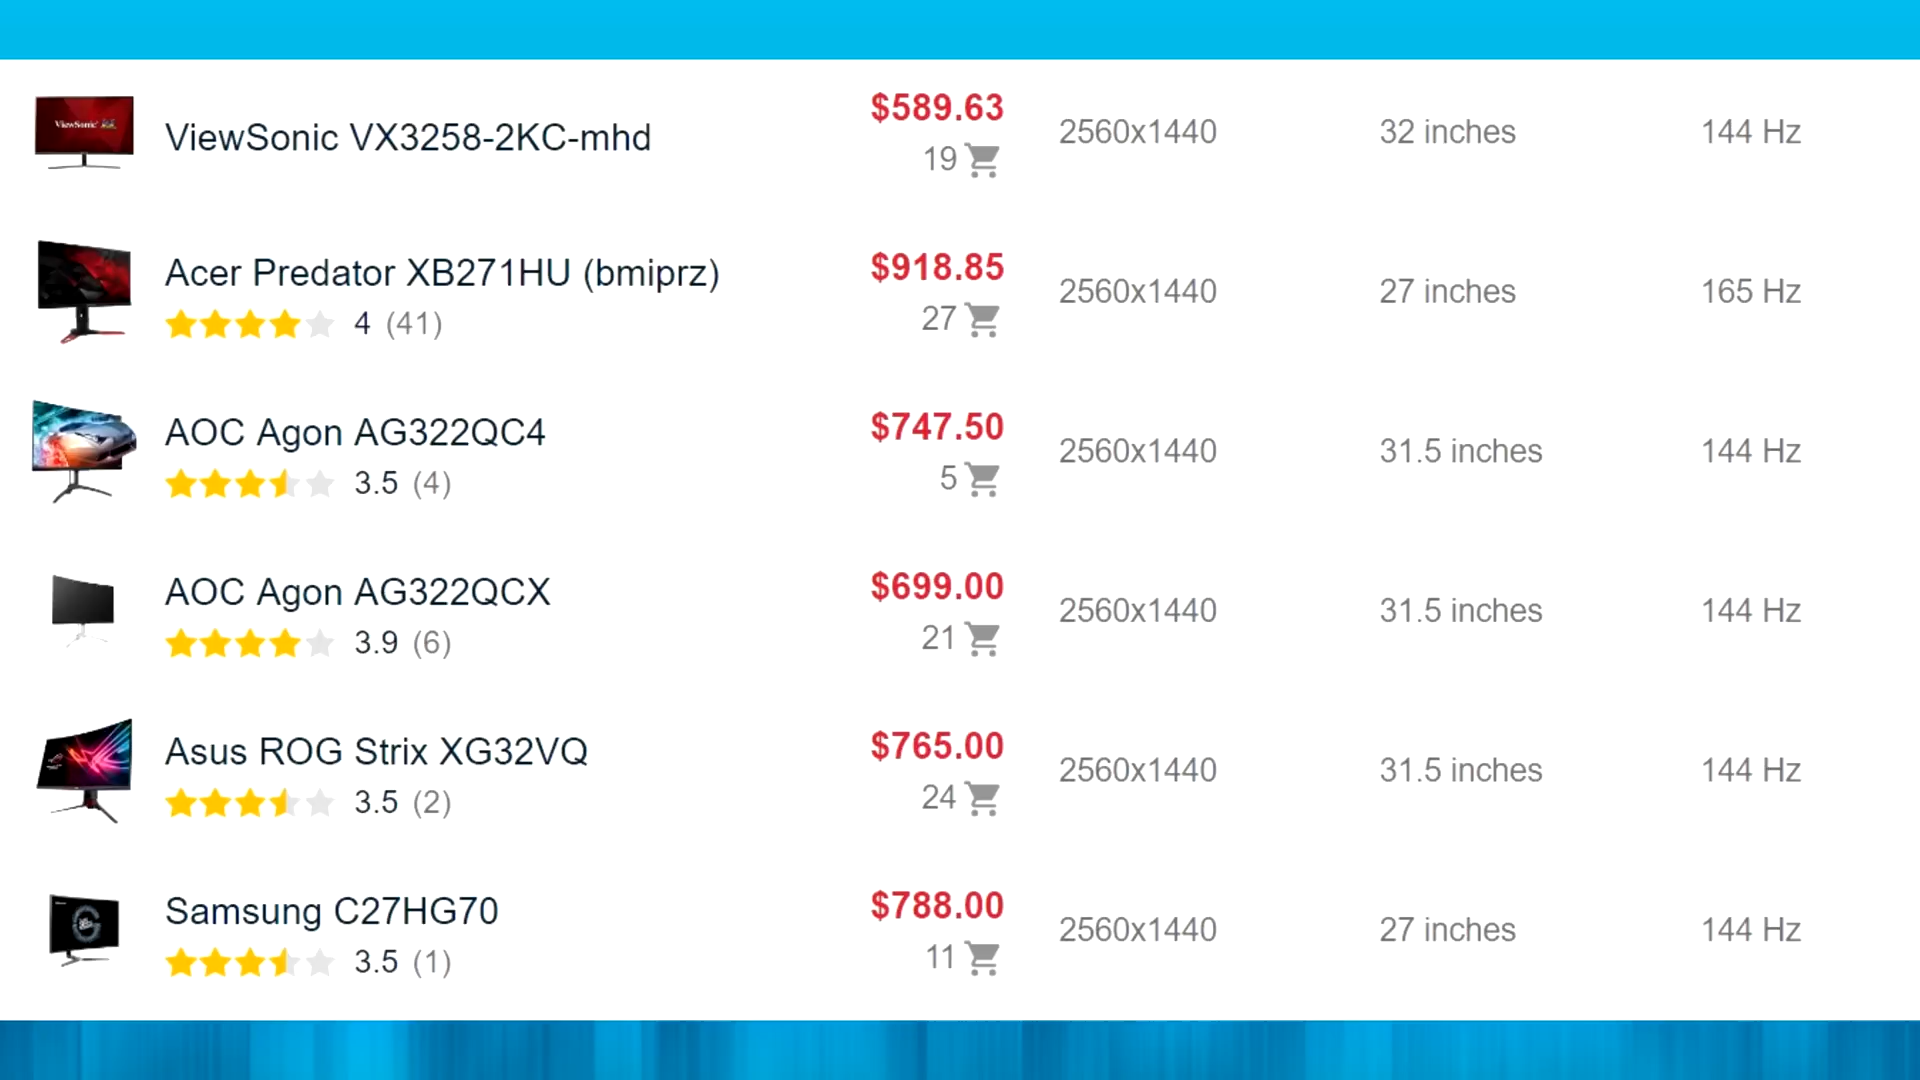 ViewSonic
ViewSonic VX3258-2KC-mhd
$589.63
19
2560x1440
32 inches
144 Hz
Acer Predator XB271HU (bmiprz)
4 (41)
$918.85
27
2560x1440
27 inches
165 Hz
AOC Agon AG322QC4
3.5 (4)
$747.50
5
2560x1440
31.5 inches
144 Hz
AOC Agon AG322QCX
3.9 (6)
$699.00
21
2560x1440
31.5 inches
144 Hz
Asus ROG Strix XG32VQ
3.5 (2)
$765.00
24
2560x1440
31.5 inches
144 Hz
Samsung C27HG70
3.5 (1)
$788.00
11
2560x1440
27 inches
144 Hz